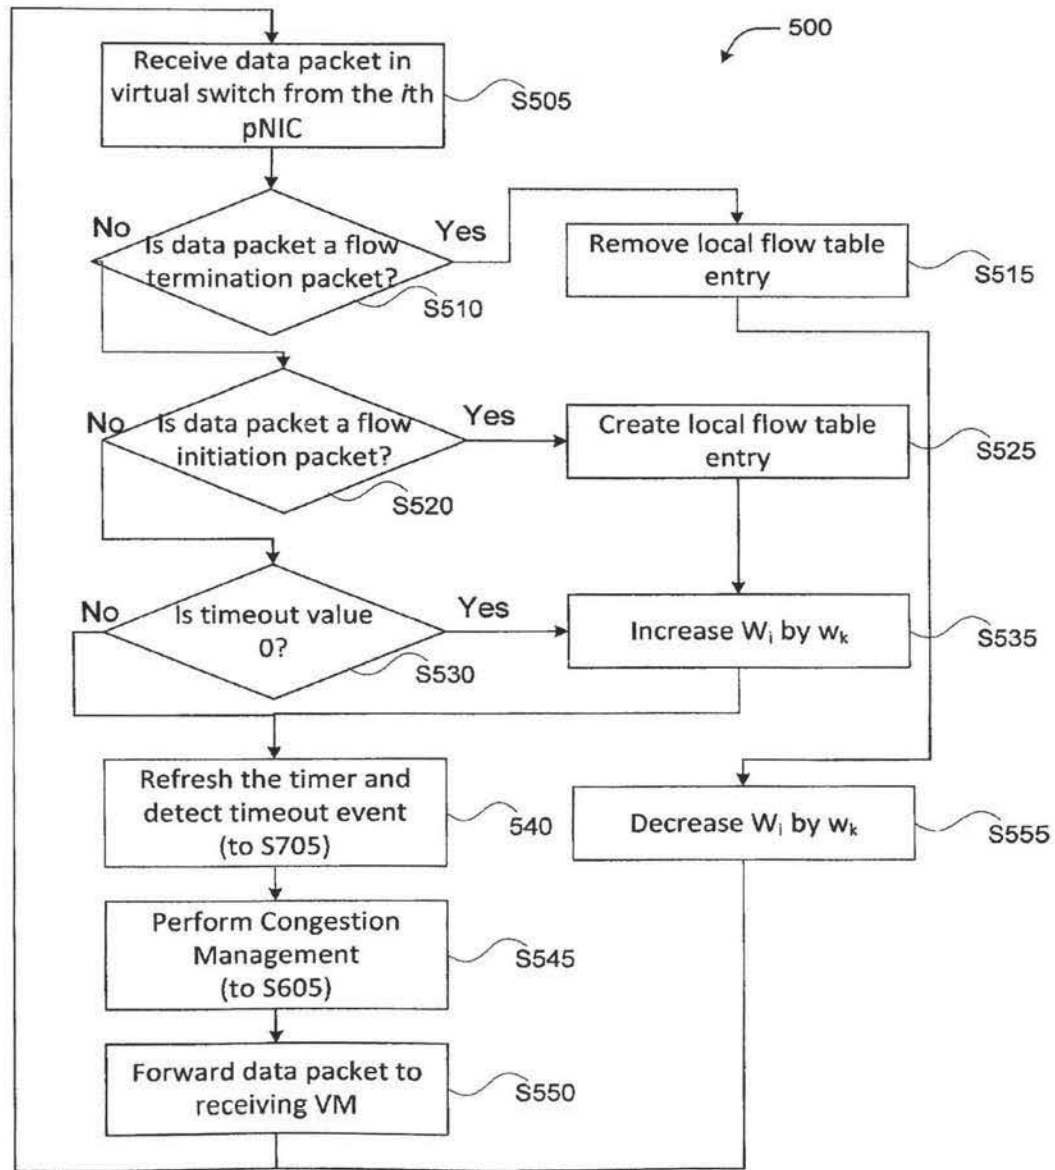 500
Receive data packet in
virtual switch from the ith
pNIC
S505
No
Is data packet a flow
termination packet?
Yes
S510
Remove local flow table
entry
S515
No
Is data packet a flow
initiation packet?
Yes
S520
Create local flow table
entry
S525
No
Is timeout value
0?
Yes
S530
Increase Wi by wk
S535
Refresh the timer and
detect timeout event
(to S705)
540
Decrease Wi by wk
S555
Perform Congestion
Management
(to S605)
S545
Forward data packet to
receiving VM
S550